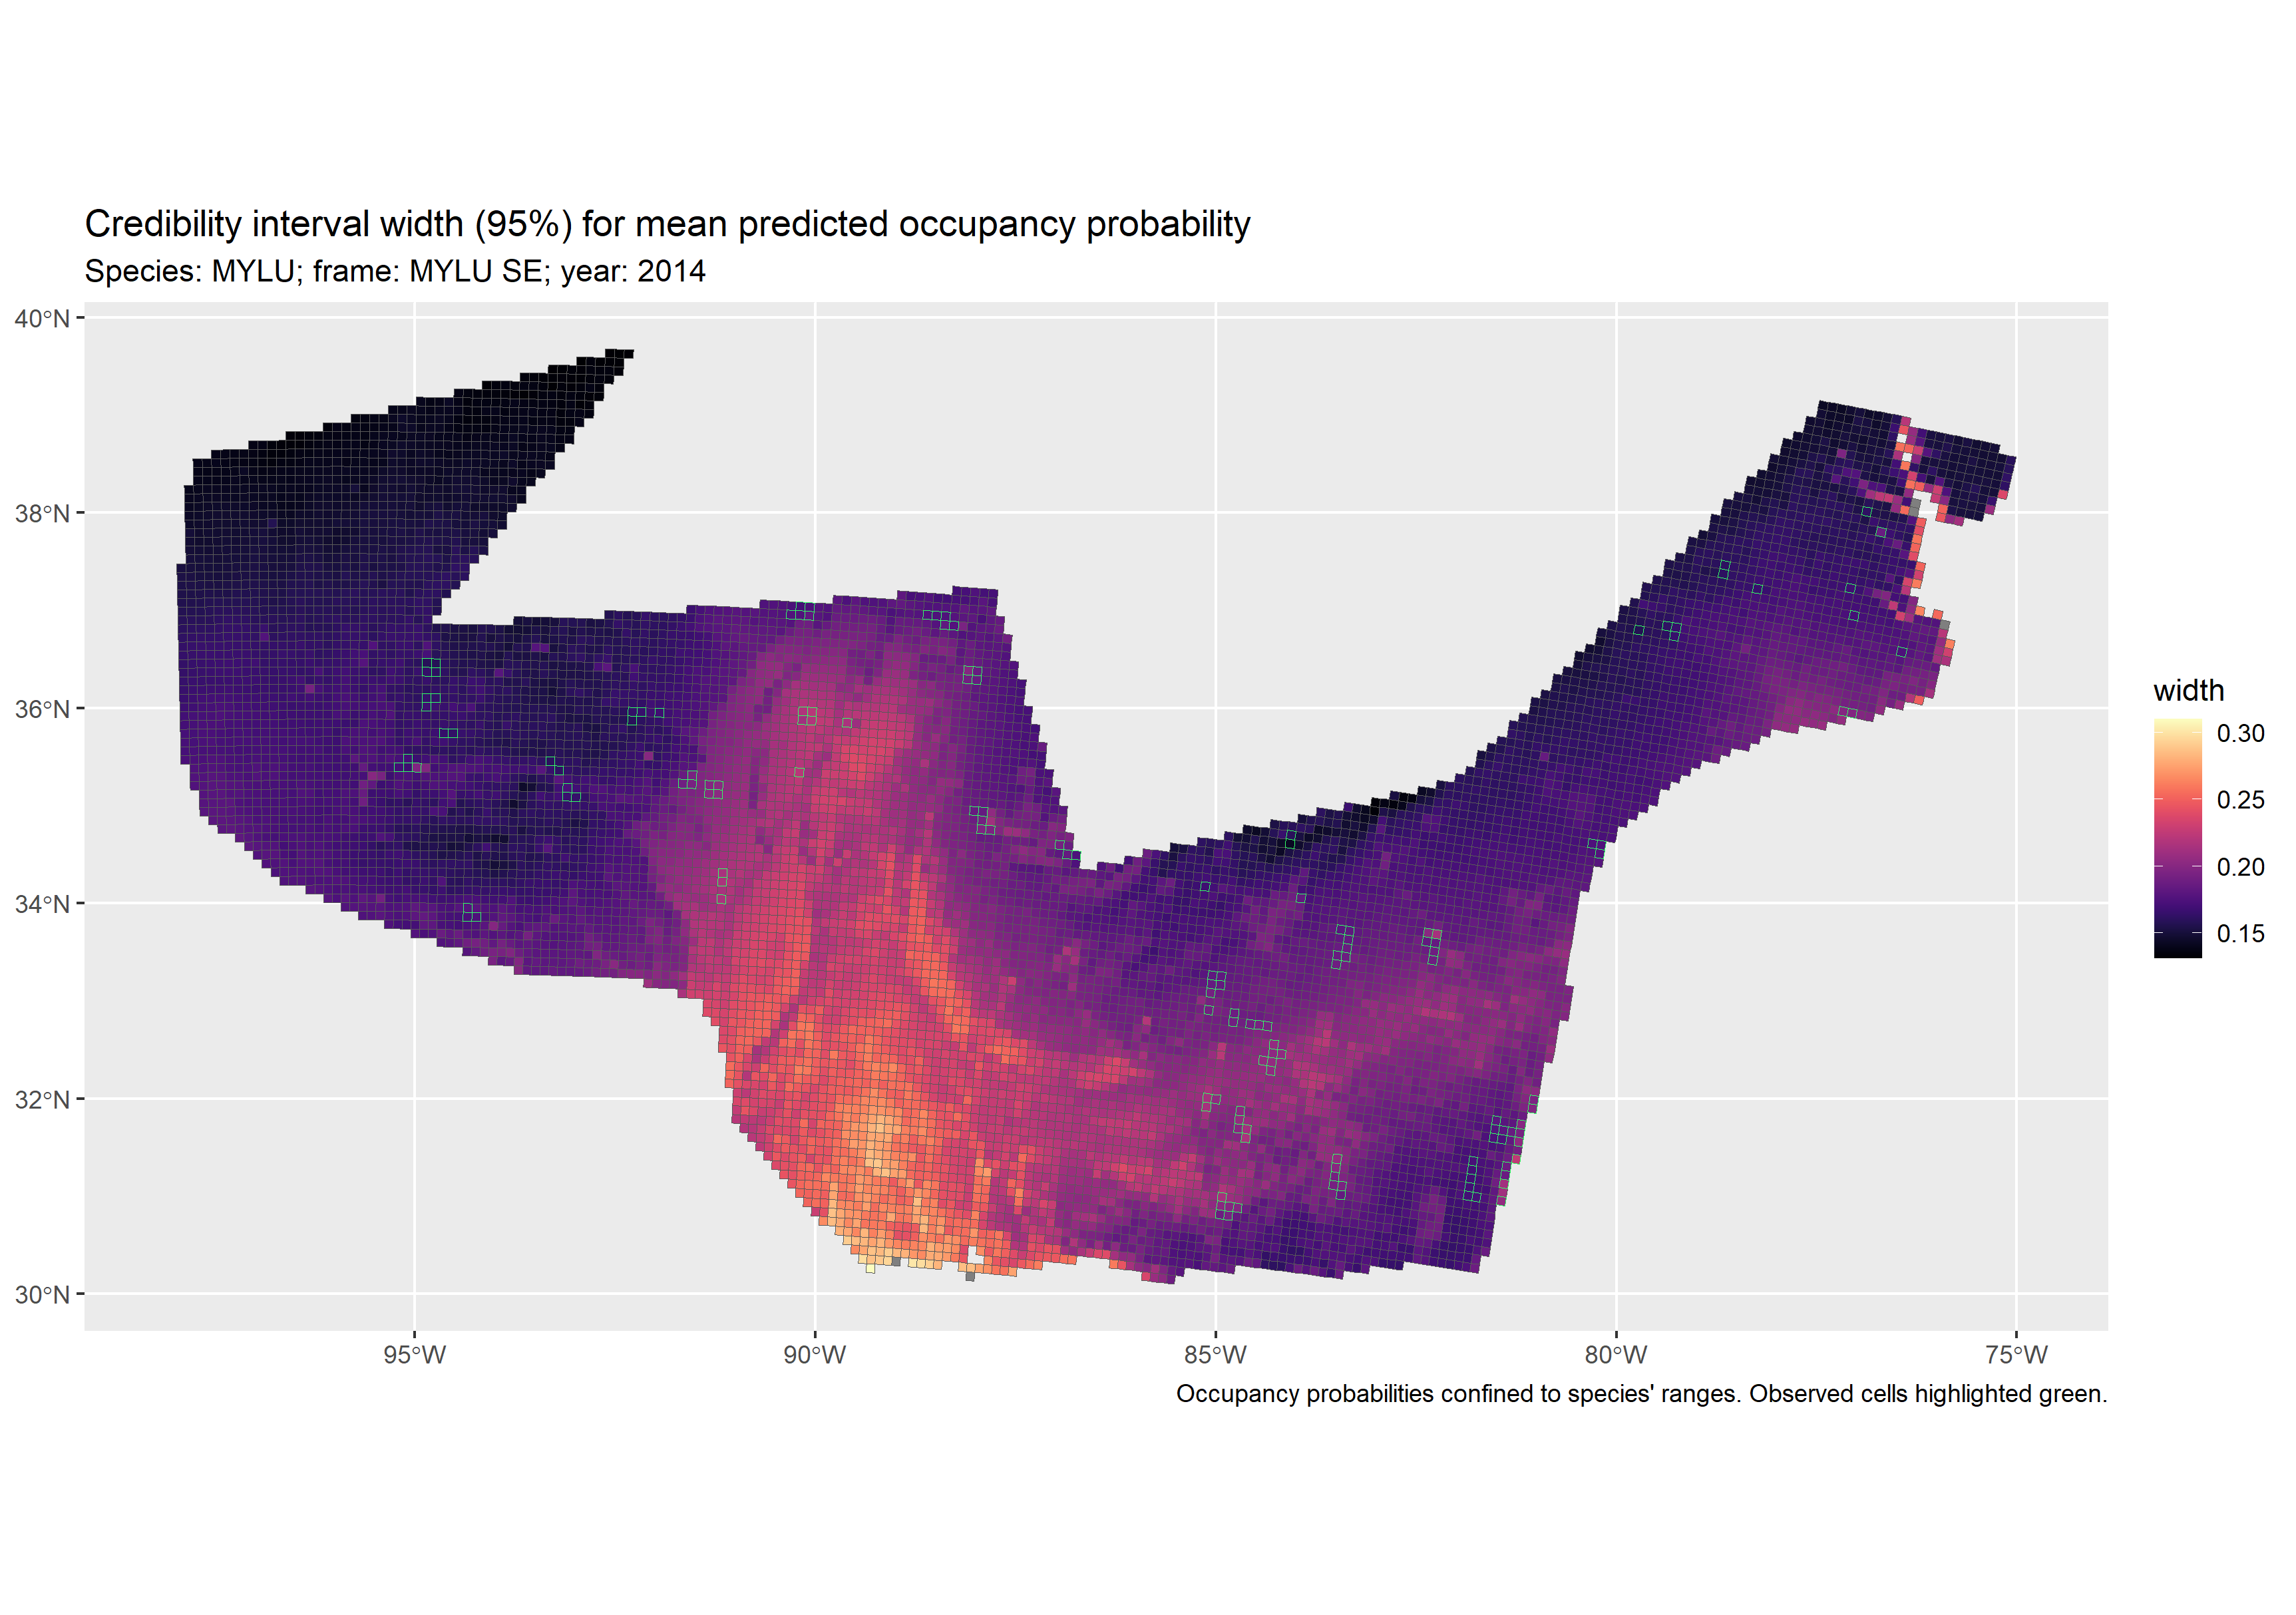 Credibility interval width (95%) for mean predicted occupancy probability
Species: MYLU; frame: MYLU SE; year: 2014
40°N
38°N
36°N
34°N
32°N
30°N
95°W
90°W
85°W
80°W
75°W
width
0.30
0.25
0.20
0.15
Occupancy probabilities confined to species' ranges. Observed cells highlighted green.